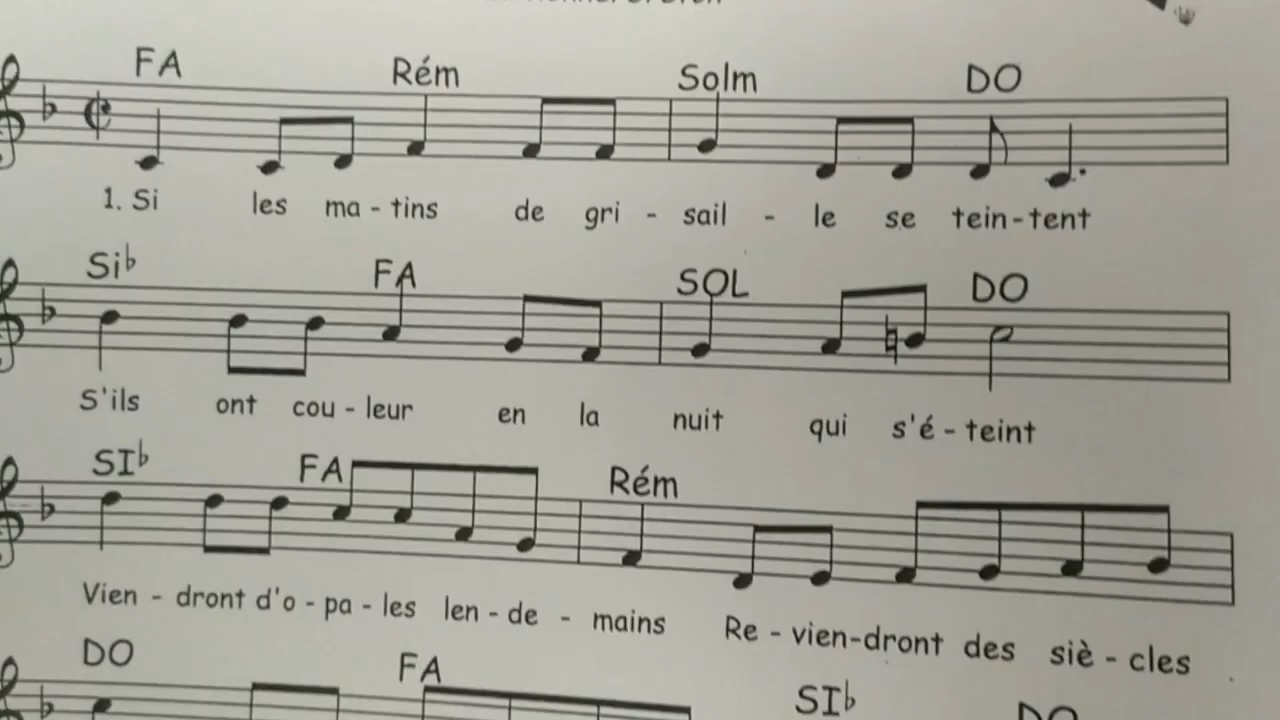 FA Rém Solm DO
1. Si les ma - tins de gri - sail - le se tein - tent
Si♭ FA SOL DO
S'ils ont cou - leur en la nuit qui s'é - teint
SI♭ FA Rém
Vien - dront d'o - pa - les len - de - mains Re - vien - dront des siè - cles
DO FA SI♭ DO